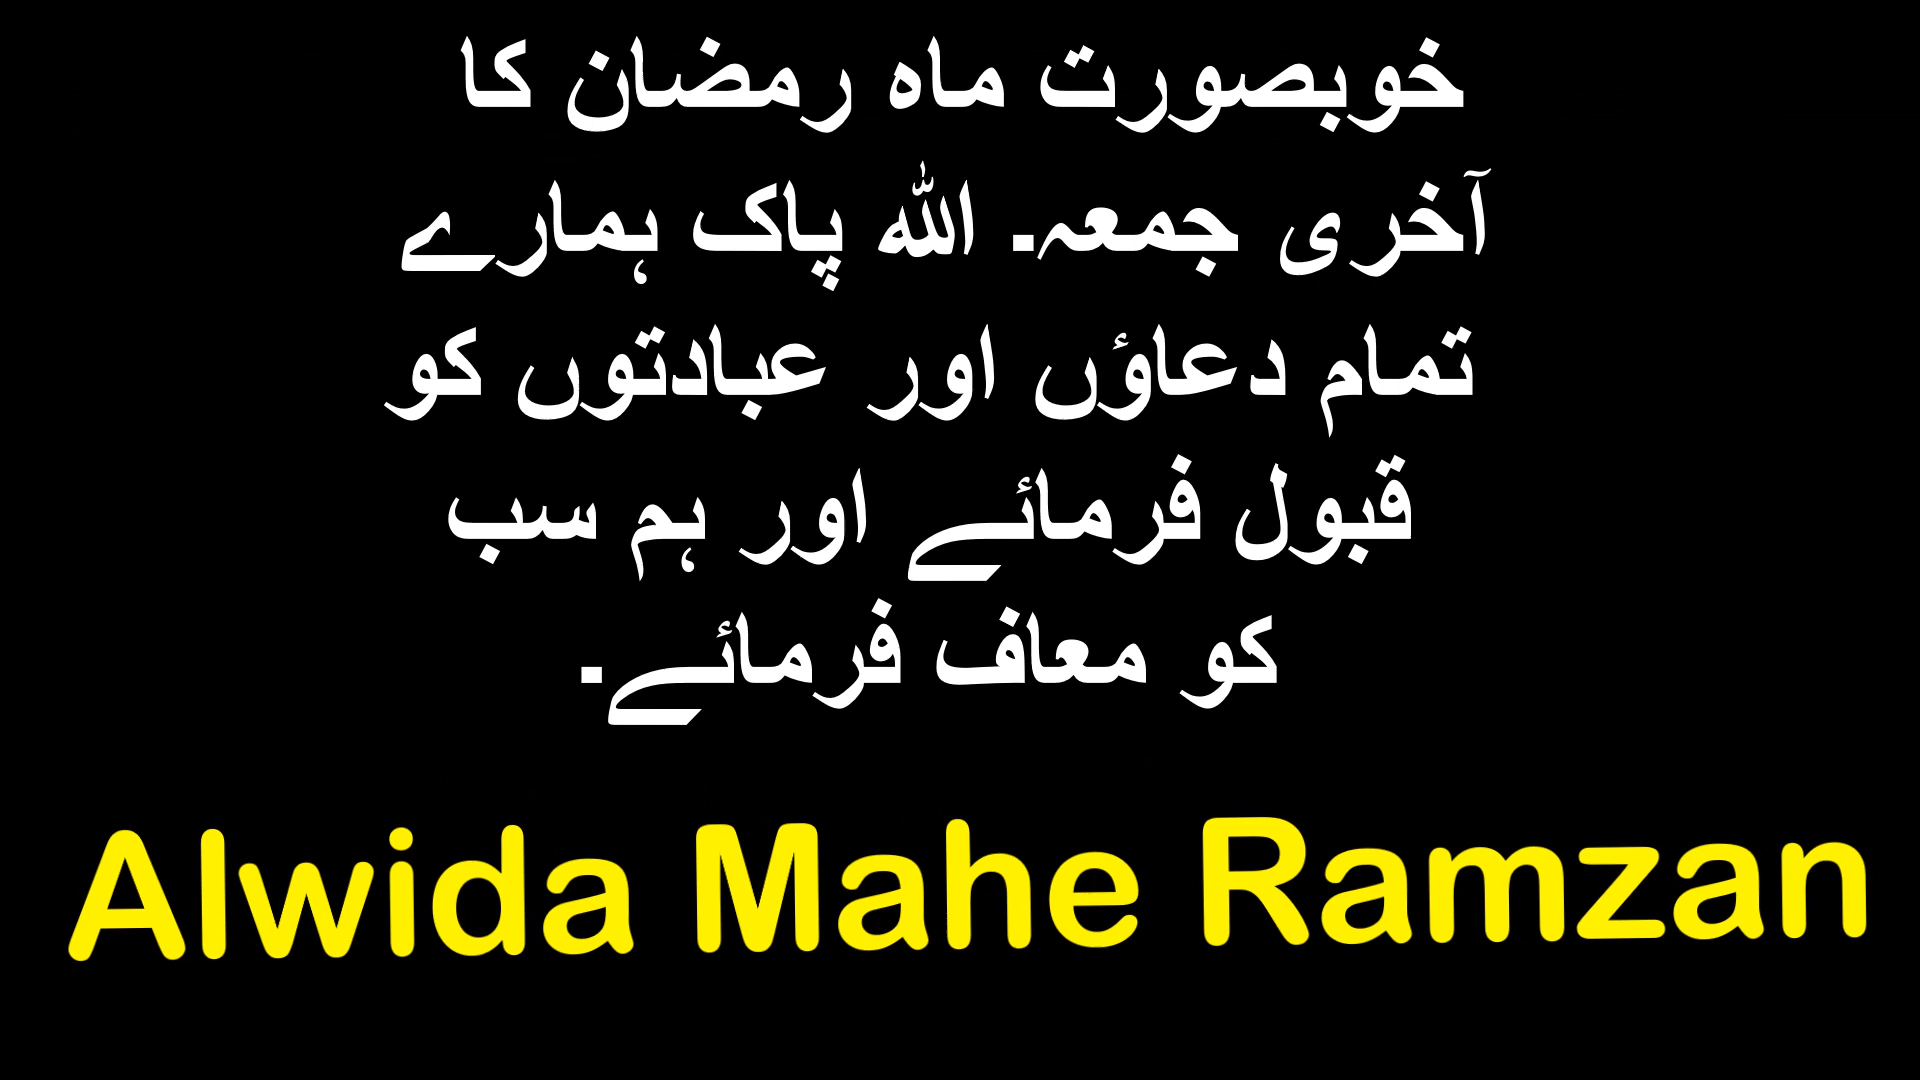 خوبصورت ماہ رمضان کا
آخری جمعہ. اللہ پاک ہمارے
تمام دعاؤں اور عبادتوں کو
قبول فرمائے اور ہم سب
کو معاف فرمائے.
Alwida Mahe Ramzan